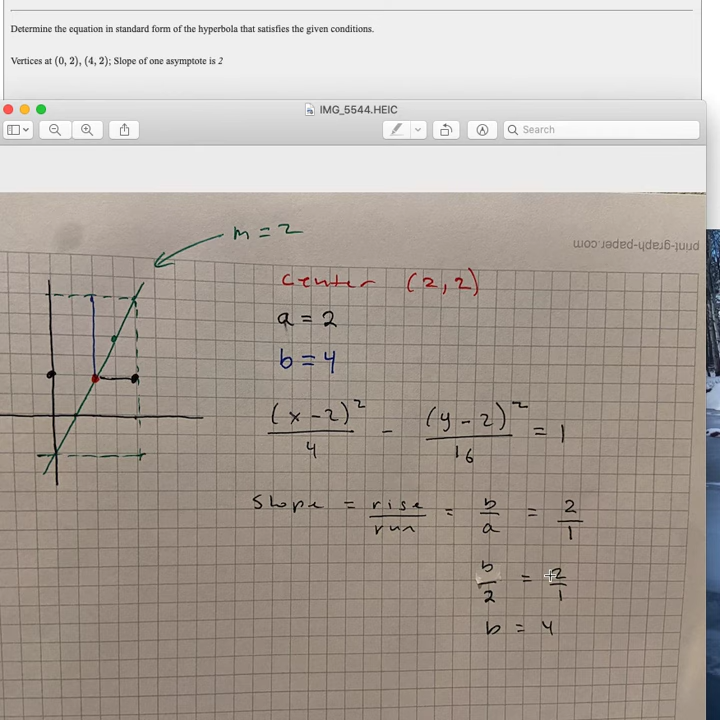 Determine the equation in standard form of the hyperbola that satisfies the given conditions.
Vertices at (0, 2), (4, 2); Slope of one asymptote is 2
IMG_5544.HEIC
Search
print-graph-paper.com
m = 2
Center (2, 2)
a = 2
b = 4
(x - 2)² / 4 - (y - 2)² / 16 = 1
Slope = rise / run = b / a = 2 / 1
b / 2 = 2 / 1
b = 4